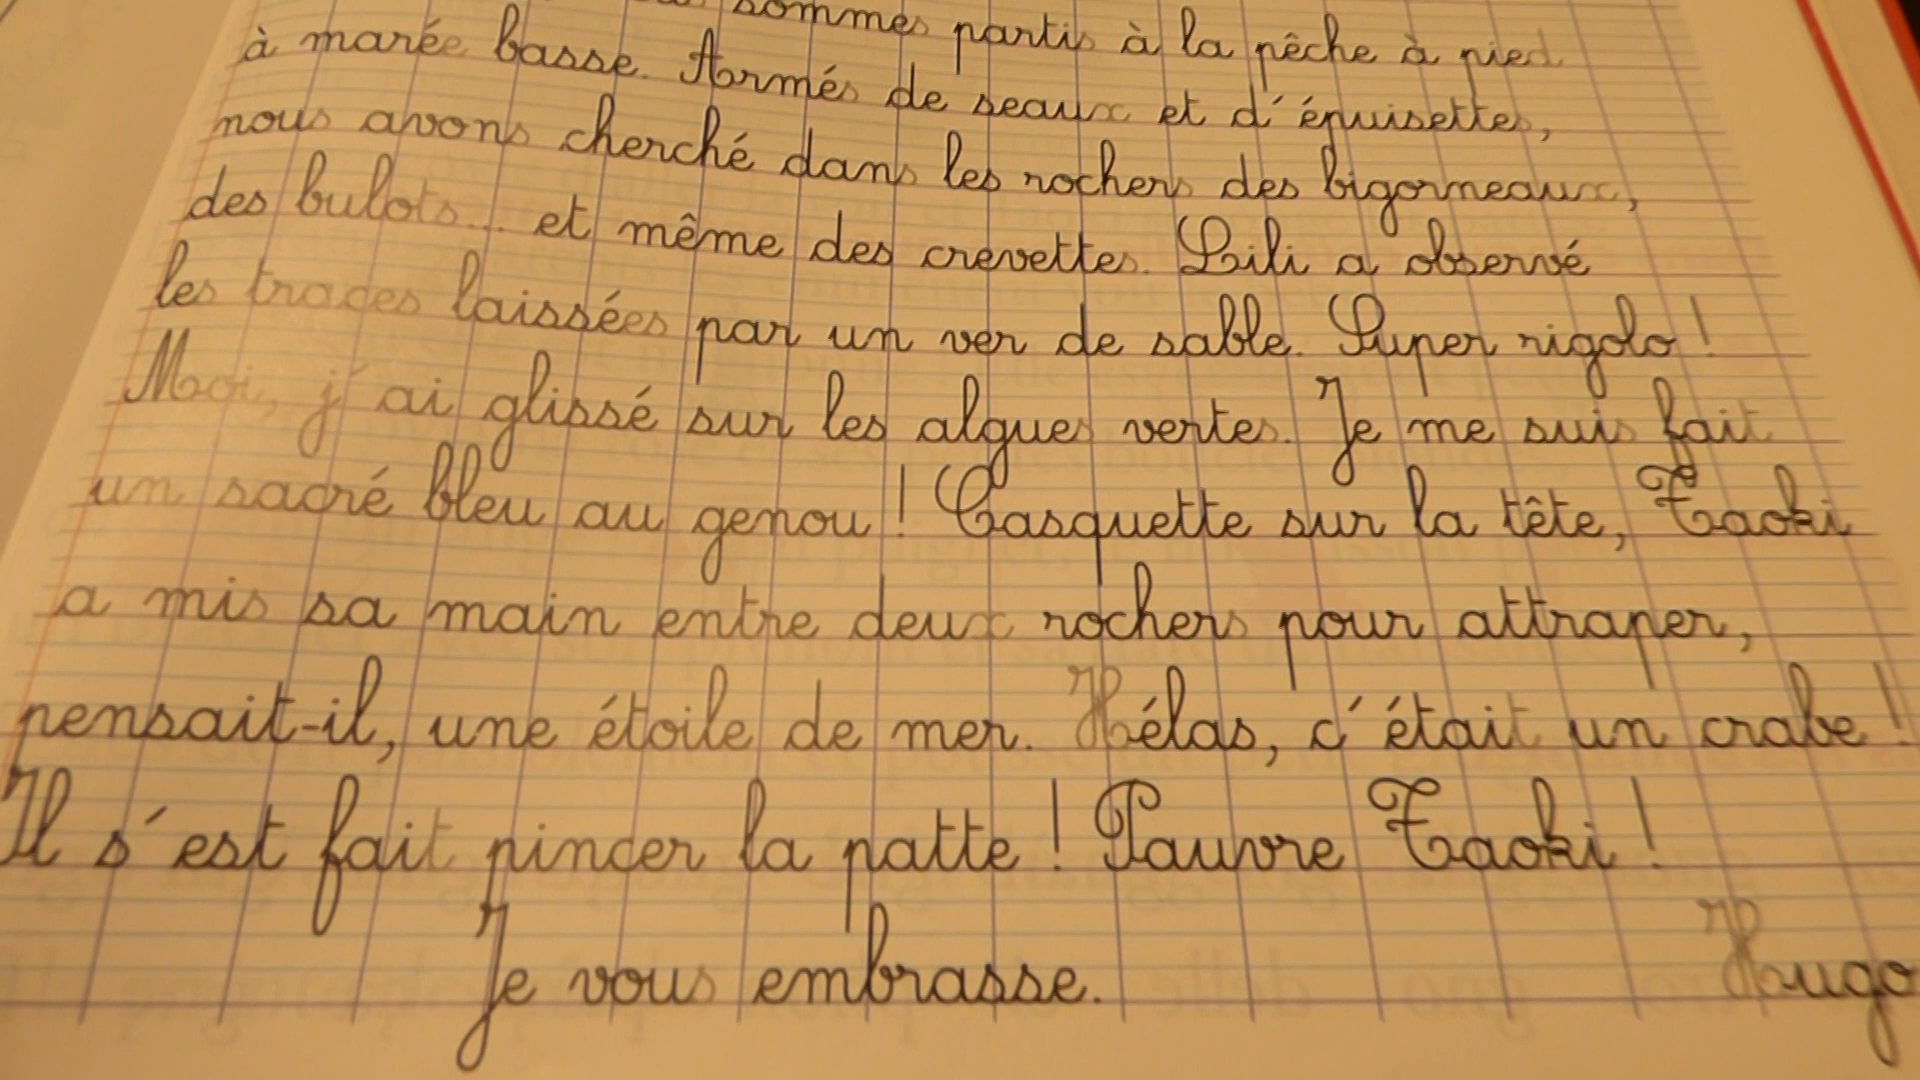 sommes partis à la pêche à pied
à marée basse. Armés de seaux et d'épuisettes,
nous avons cherché dans les rochers des bigorneaux,
des bulots... et même des crevettes. Lili a observé
les traces laissées par un ver de sable. Super rigolo !
Moi, j'ai glissé sur les algues vertes. Je me suis fait
un sacré bleu au genou ! Casquette sur la tête, Taoki
a mis sa main entre deux rochers pour attraper,
pensait-il, une étoile de mer. Hélas, c'était un crabe !
Il s'est fait pincer la patte ! Pauvre Taoki !
Je vous embrasse. Hugo